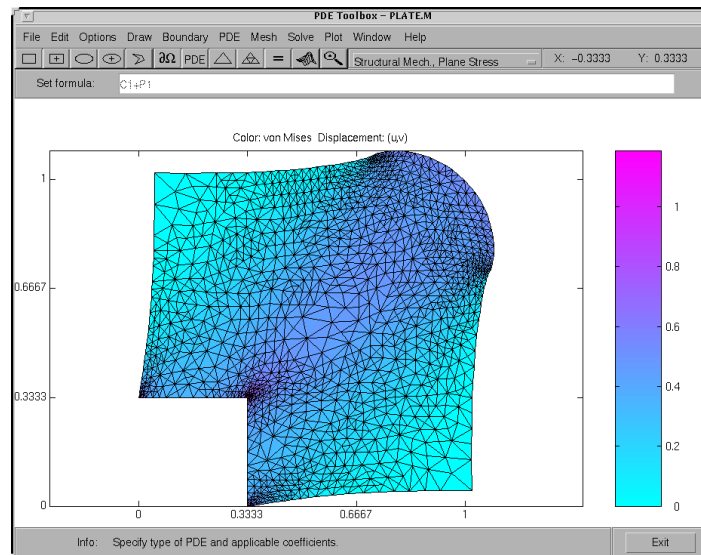 PDE Toolbox – PLATE.M
File Edit Options Draw Boundary PDE Mesh Solve Plot Window Help
∂Ω PDE = Structural Mech., Plane Stress X: −0.3333 Y: 0.3333
Set formula: C1+P1
Color: von Mises Displacement: (u,v)
1
0.6667
0.3333
0
0 0.3333 0.6667 1
1
0.8
0.6
0.4
0.2
0
Info: Specify type of PDE and applicable coefficients. Exit